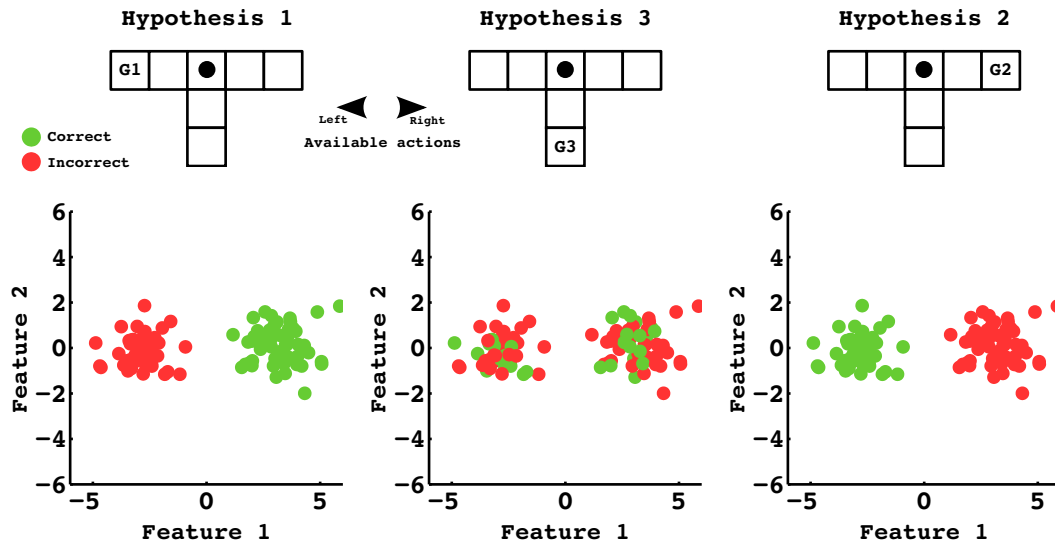 Hypothesis 1
Hypothesis 3
Hypothesis 2
G1
G2
G3
Left
Right
Available actions
Correct
Incorrect
6
4
2
0
−2
−4
−6
Feature 2
−5
0
5
Feature 1
6
4
2
0
−2
−4
−6
Feature 2
−5
0
5
Feature 1
6
4
2
0
−2
−4
−6
Feature 2
−5
0
5
Feature 1